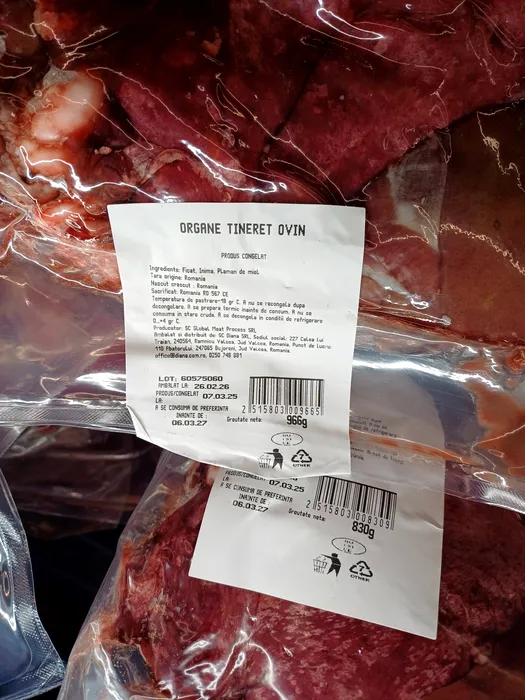 ORGANE TINERET OVIN
PRODUS CONGELAT
Ingrediente: Ficat, Inima, Plaman de miel.
Tara origine: Romania
Nascut crescut : Romania
Sacrificat: Romania RO 567 CE
Temperatura de pastrare-18 gr C. A nu se recongela dupa
decongelare. A se prepara termic inainte de consum. A nu se
consuma in stare cruda. A se decongela in conditii de refrigerare
0..+4 gr C.
Producator: SC Global Meat Process SRL
Ambalat si distribuit de: SC Diana SRL, Sediul social: 227 Calea lui
Traian, 240564, Ramnicu Valcea, Jud Valcea, Romania, Punct de lucru:
110 Abatorului, 247065 Bujoreni, Jud Valcea, Romania.
office@diana.com.ro, 0250 748 881
LOT: 60575060
AMBALAT LA: 26.02.26
PRODUS/CONGELAT 07.03.25
LA:
A SE CONSUMA DE PREFERINTA
INAINTE DE :
06.03.27
2 515803 009665
Greutate neta: 966g
OTHER
PRODUS/CONGELAT 07.03.25
LA:
A SE CONSUMA DE PREFERINTA
INAINTE DE :
06.03.27
2 515803 008309
Greutate neta: 830g
OTHER